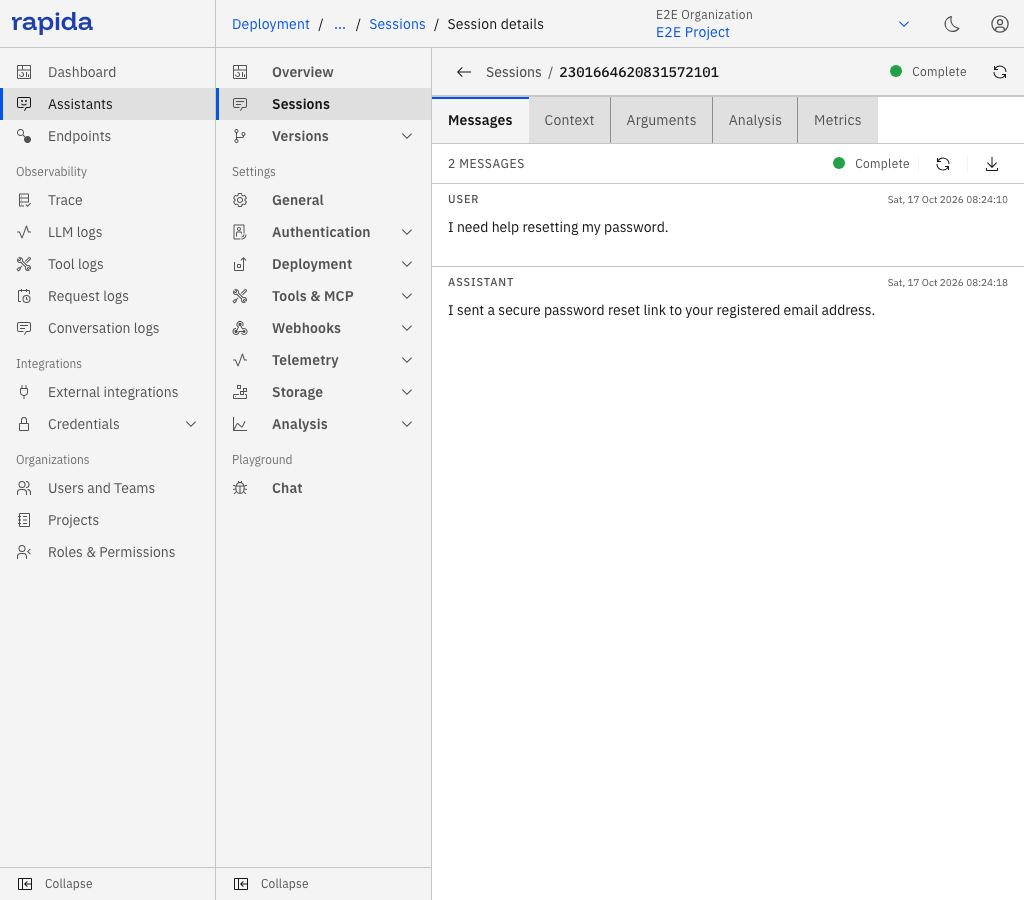 rapida
Deployment / ... / Sessions / Session details
E2E Organization
E2E Project
Dashboard
Assistants
Endpoints
Observability
Trace
LLM logs
Tool logs
Request logs
Conversation logs
Integrations
External integrations
Credentials
Organizations
Users and Teams
Projects
Roles & Permissions
Collapse
Overview
Sessions
Versions
Settings
General
Authentication
Deployment
Tools & MCP
Webhooks
Telemetry
Storage
Analysis
Playground
Chat
Collapse
Sessions / 2301664620831572101
Complete
Messages Context Arguments Analysis Metrics
2 MESSAGES
Complete
USER Sat, 17 Oct 2026 08:24:10
I need help resetting my password.
ASSISTANT Sat, 17 Oct 2026 08:24:18
I sent a secure password reset link to your registered email address.